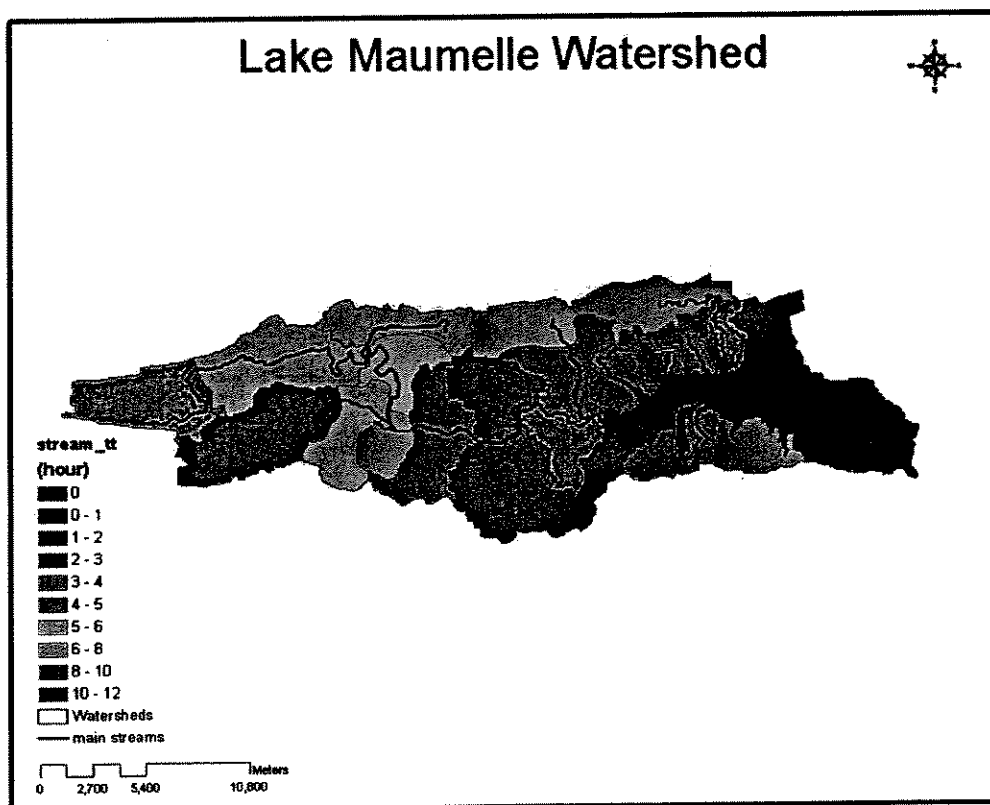 Lake Maumelle Watershed
stream_tt
(hour)
0
0 - 1
1 - 2
2 - 3
3 - 4
4 - 5
5 - 6
6 - 8
8 - 10
10 - 12
Watersheds
main streams
Meters
0 2,700 5,400 10,800